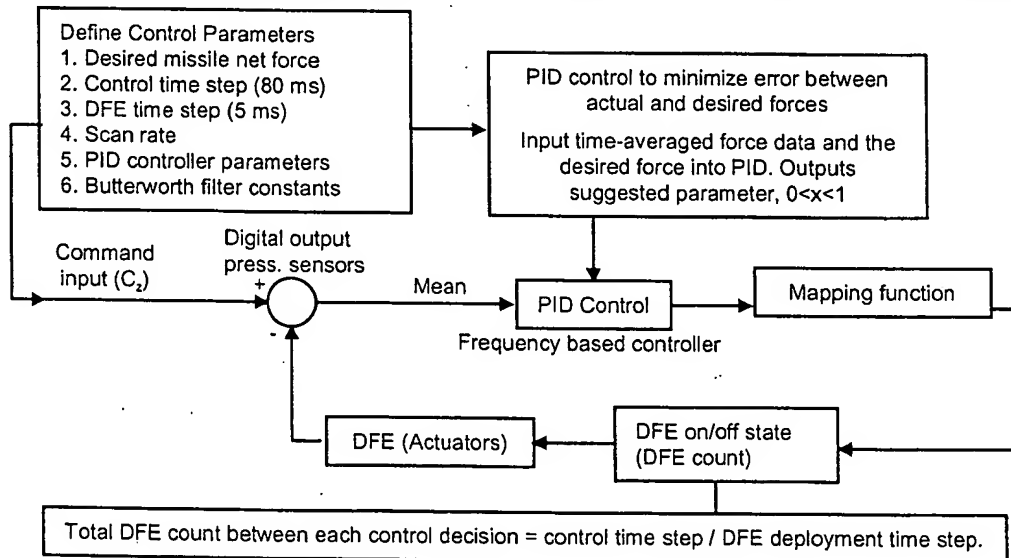 Define Control Parameters
1. Desired missile net force
2. Control time step (80 ms)
3. DFE time step (5 ms)
4. Scan rate
5. PID controller parameters
6. Butterworth filter constants
PID control to minimize error between
actual and desired forces
Input time-averaged force data and the
desired force into PID. Outputs
suggested parameter, 0<x<1
Command
input (C₂)
Digital output
press. sensors
+
-
Mean
PID Control
Frequency based controller
Mapping function
DFE (Actuators)
DFE on/off state
(DFE count)
Total DFE count between each control decision = control time step / DFE deployment time step.